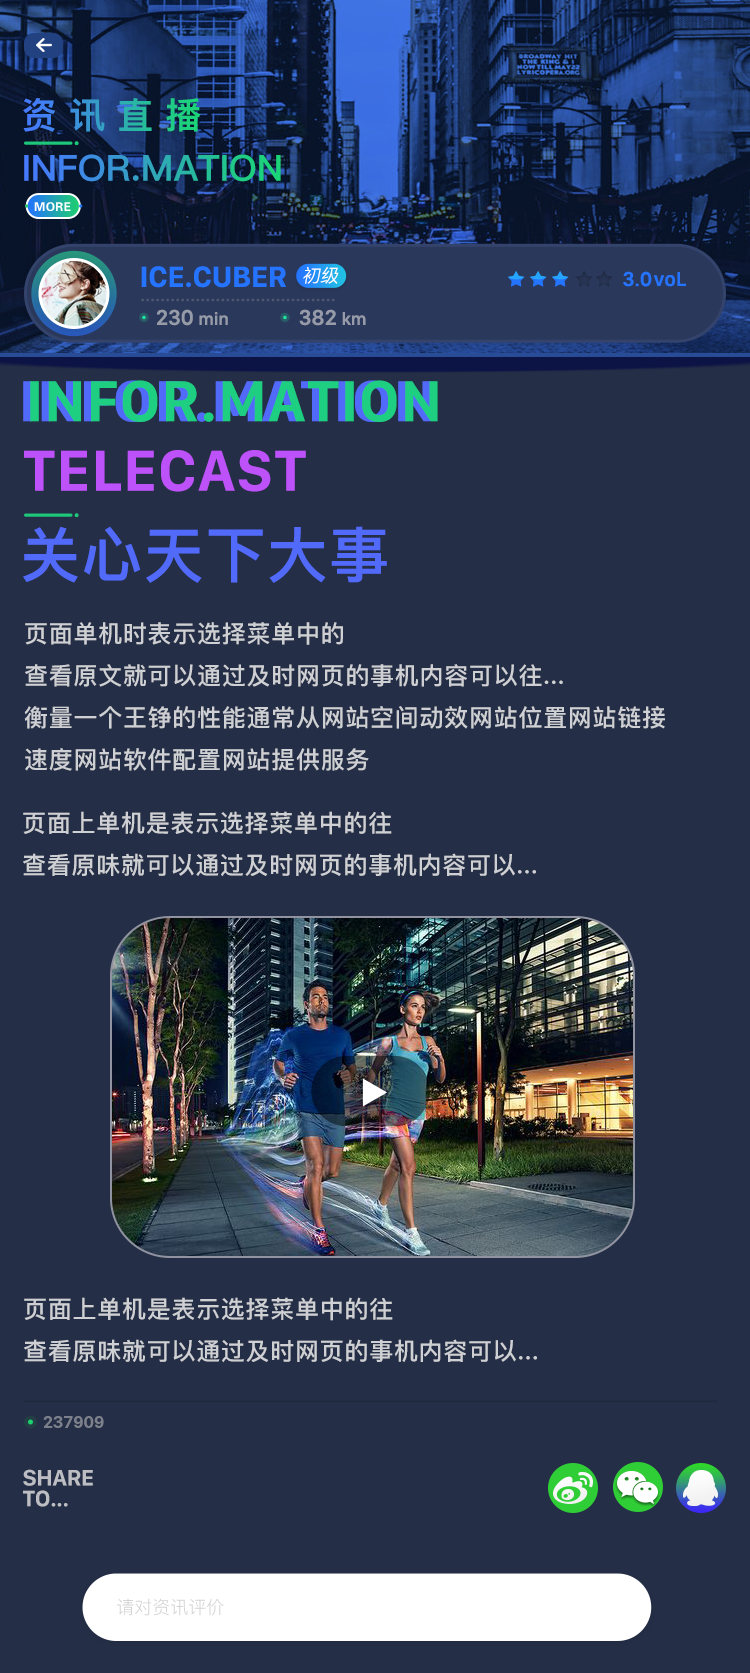 BROADWAY HIT
THE KING & I
NOW TILL MAY22
LYRICOPERA.ORG
资讯直播
INFOR.MATION
MORE
ICE.CUBER 初级
3.0voL
230 min
382 km
INFOR.MATION
TELECAST
关心天下大事
页面单机时表示选择菜单中的
查看原文就可以通过及时网页的事机内容可以往...
衡量一个王铮的性能通常从网站空间动效网站位置网站链接
速度网站软件配置网站提供服务
页面上单机是表示选择菜单中的往
查看原味就可以通过及时网页的事机内容可以...
页面上单机是表示选择菜单中的往
查看原味就可以通过及时网页的事机内容可以...
237909
SHARE
TO...
请对资讯评价